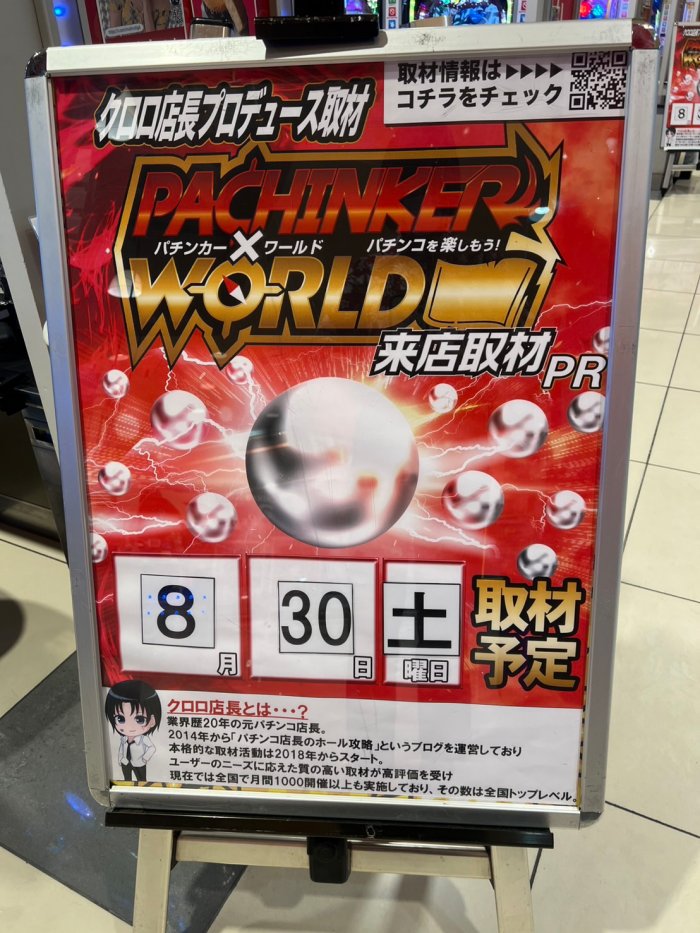 取材情報は▶▶▶▶
コチラをチェック
クロロ店長プロデュース取材
PACHINKER
パチンカー×ワールド パチンコを楽しもう!
WORLD
来店取材PR
8月30日土曜日
取材
予定
クロロ店長とは・・・?
業界歴20年の元パチンコ店長。
2014年から「パチンコ店長のホール攻略」というブログを運営しており
本格的な取材活動は2018年からスタート。
ユーザーのニーズに応えた質の高い取材が高評価を受け
現在では全国で月間1000開催以上も実施しており、その数は全国トップレベル。
8